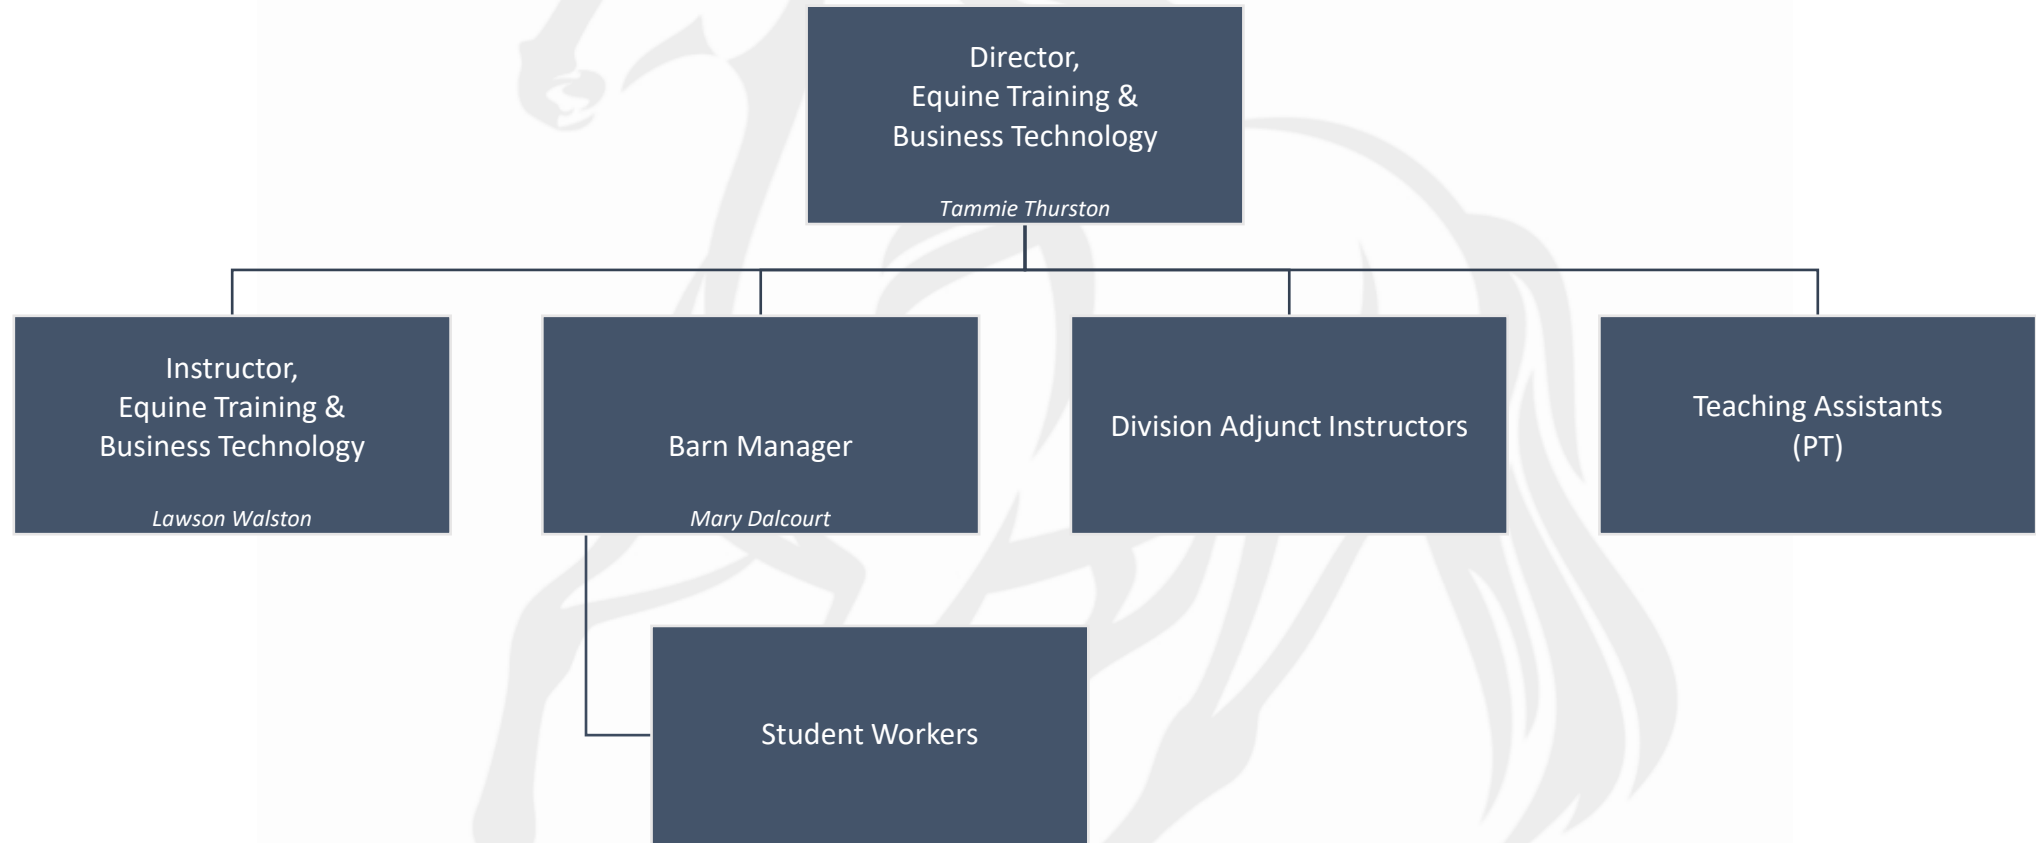 Director,
Equine Training &
Business Technology
Tammie Thurston
Instructor,
Equine Training &
Business Technology
Lawson Walston
Barn Manager
Mary Dalcourt
Division Adjunct Instructors
Teaching Assistants
(PT)
Student Workers